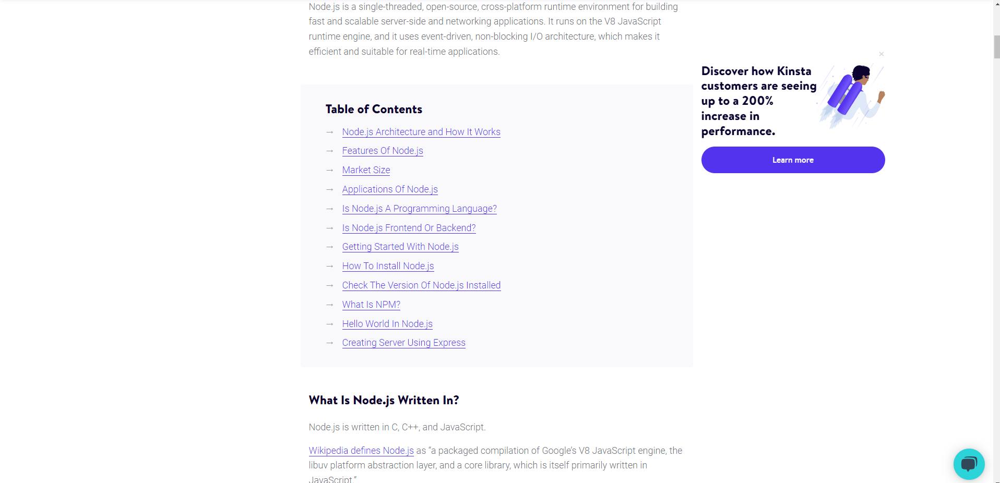 Node.js is a single-threaded, open-source, cross-platform runtime environment for building
fast and scalable server-side and networking applications. It runs on the V8 JavaScript
runtime engine, and it uses event-driven, non-blocking I/O architecture, which makes it
efficient and suitable for real-time applications.
Discover how Kinsta
customers are seeing
up to a 200%
increase in
performance.
Learn more
Table of Contents
→ Node.js Architecture and How It Works
→ Features Of Node.js
→ Market Size
→ Applications Of Node.js
→ Is Node.js A Programming Language?
→ Is Node.js Frontend Or Backend?
→ Getting Started With Node.js
→ How To Install Node.js
→ Check The Version Of Node.js Installed
→ What Is NPM?
→ Hello World In Node.js
→ Creating Server Using Express
What Is Node.js Written In?
Node.js is written in C, C++, and JavaScript.
Wikipedia defines Node.js as “a packaged compilation of Google’s V8 JavaScript engine, the
libuv platform abstraction layer, and a core library, which is itself primarily written in
JavaScript.”